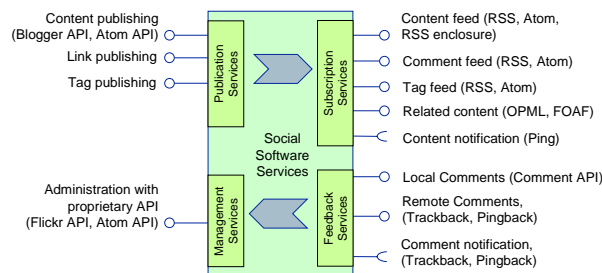 Content publishing
(Blogger API, Atom API)
Link publishing
Tag publishing
Publication
Services
Subscription
Services
Content feed (RSS, Atom,
RSS enclosure)
Comment feed (RSS, Atom)
Tag feed (RSS, Atom)
Related content (OPML, FOAF)
Content notification (Ping)
Social
Software
Services
Administration with
proprietary API
(Flickr API, Atom API)
Management
Services
Feedback
Services
Local Comments (Comment API)
Remote Comments,
(Trackback, Pingback)
Comment notification,
(Trackback, Pingback)